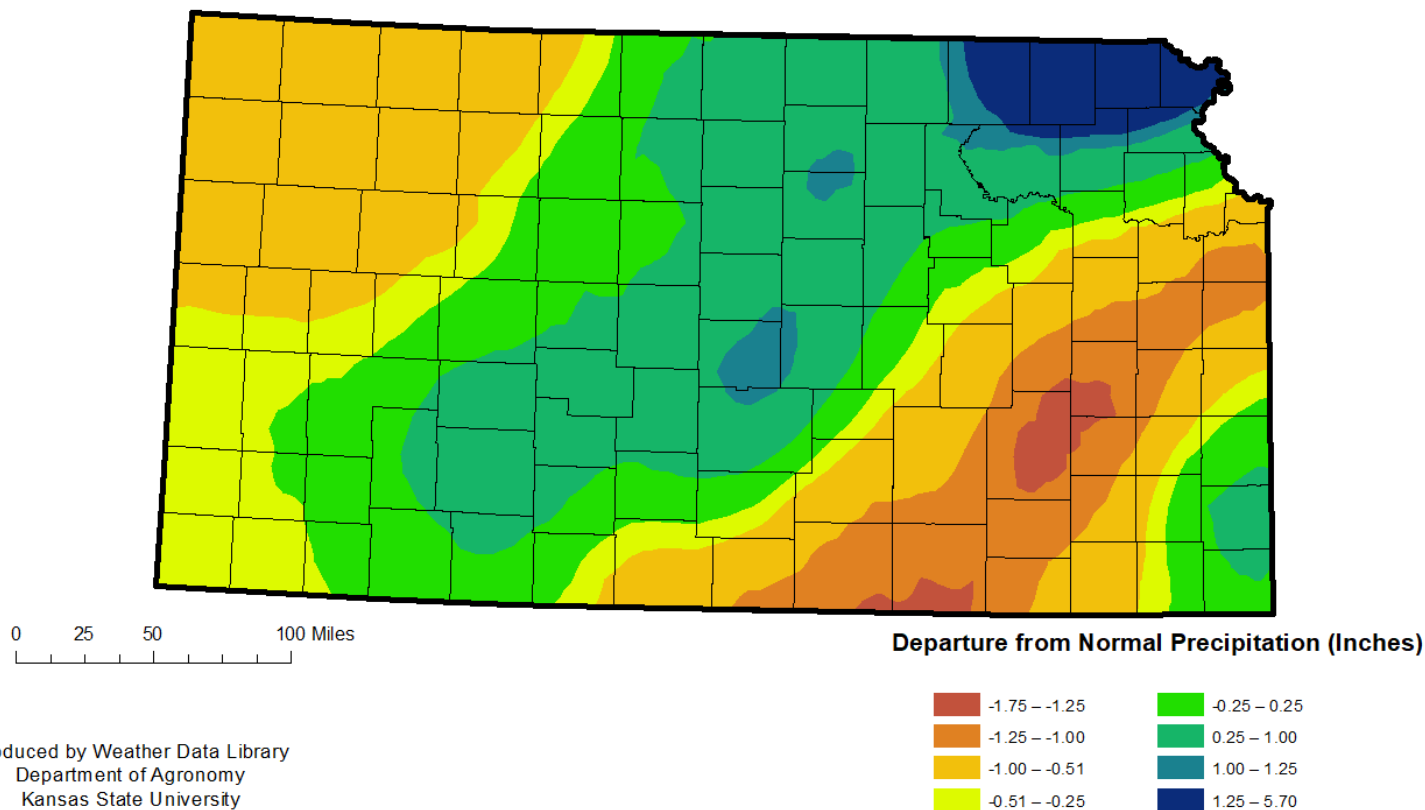 0 25 50 100 Miles
Departure from Normal Precipitation (Inches)
-1.75 – -1.25
-1.25 – -1.00
-1.00 – -0.51
-0.51 – -0.25
-0.25 – 0.25
0.25 – 1.00
1.00 – 1.25
1.25 – 5.70
oduced by Weather Data Library
Department of Agronomy
Kansas State University